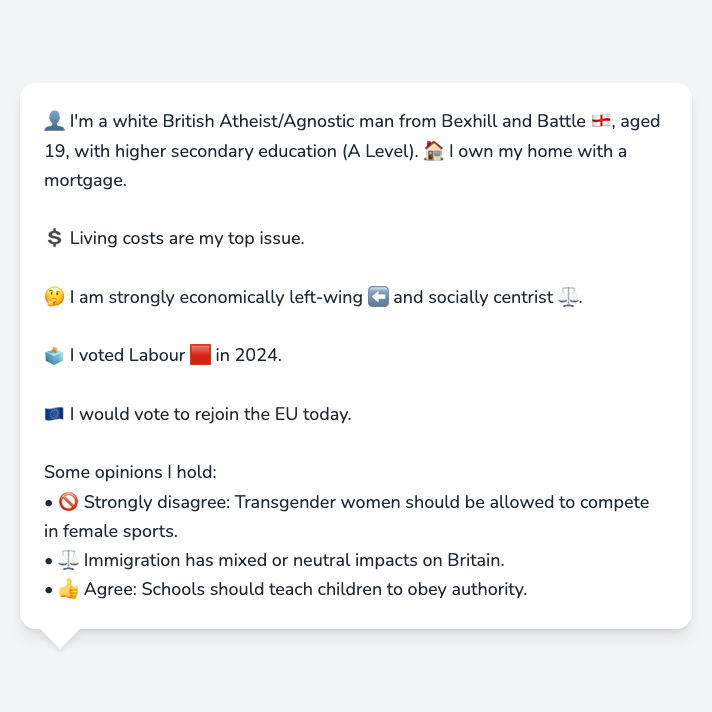 👤 I'm a white British Atheist/Agnostic man from Bexhill and Battle 🏴󠁧󠁢󠁥󠁮󠁧󠁿, aged
19, with higher secondary education (A Level). 🏠 I own my home with a
mortgage.
💲 Living costs are my top issue.
🤔 I am strongly economically left-wing ⬅️ and socially centrist ⚖️.
🗳️ I voted Labour 🟥 in 2024.
🇪🇺 I would vote to rejoin the EU today.
Some opinions I hold:
• 🚫 Strongly disagree: Transgender women should be allowed to compete
in female sports.
• ⚖️ Immigration has mixed or neutral impacts on Britain.
• 👍 Agree: Schools should teach children to obey authority.